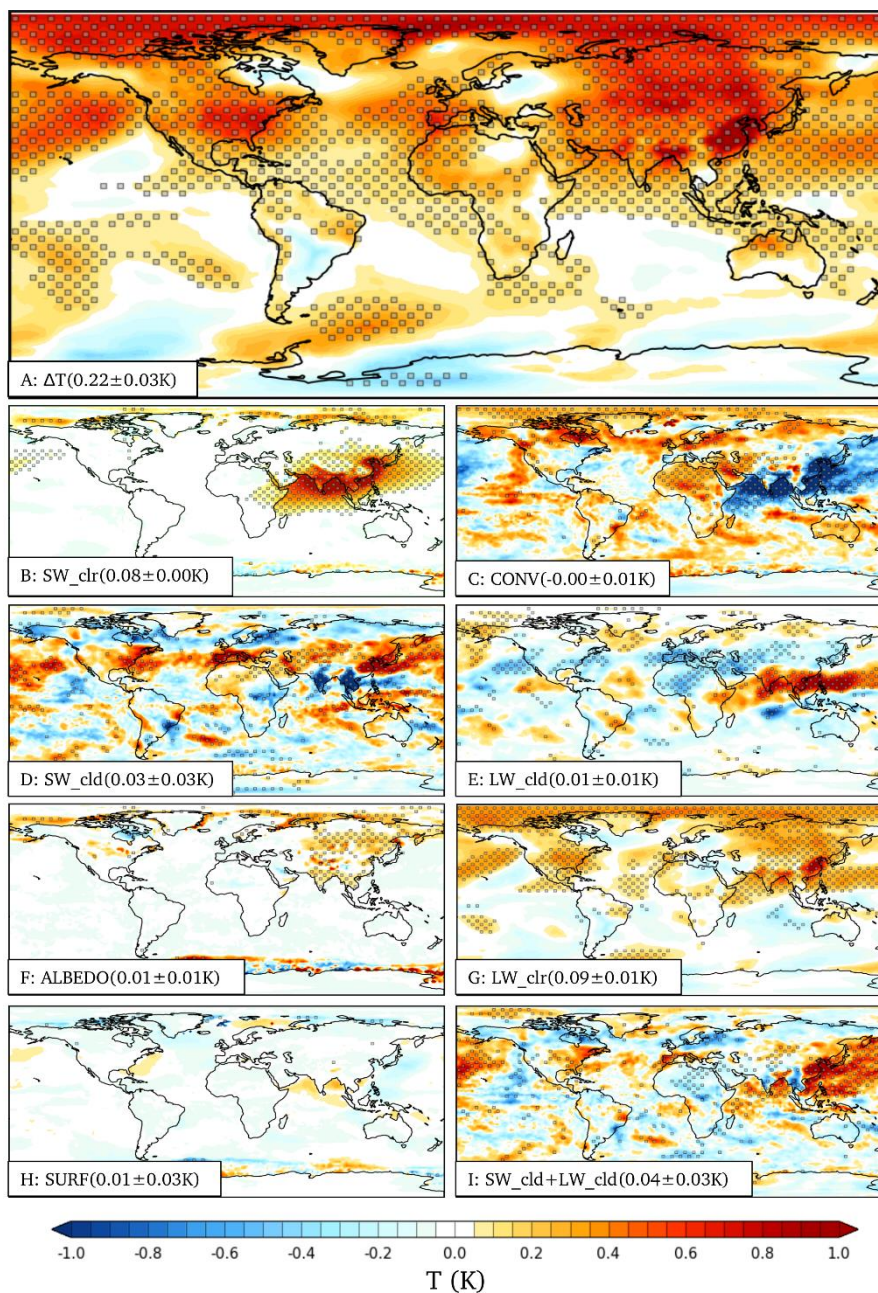 A: ΔT(0.22±0.03K)
B: SW_clr(0.08±0.00K)
C: CONV(-0.00±0.01K)
D: SW_cld(0.03±0.03K)
E: LW_cld(0.01±0.01K)
F: ALBEDO(0.01±0.01K)
G: LW_clr(0.09±0.01K)
H: SURF(0.01±0.03K)
I: SW_cld+LW_cld(0.04±0.03K)
-1.0 -0.8 -0.6 -0.4 -0.2 0.0 0.2 0.4 0.6 0.8 1.0
T (K)